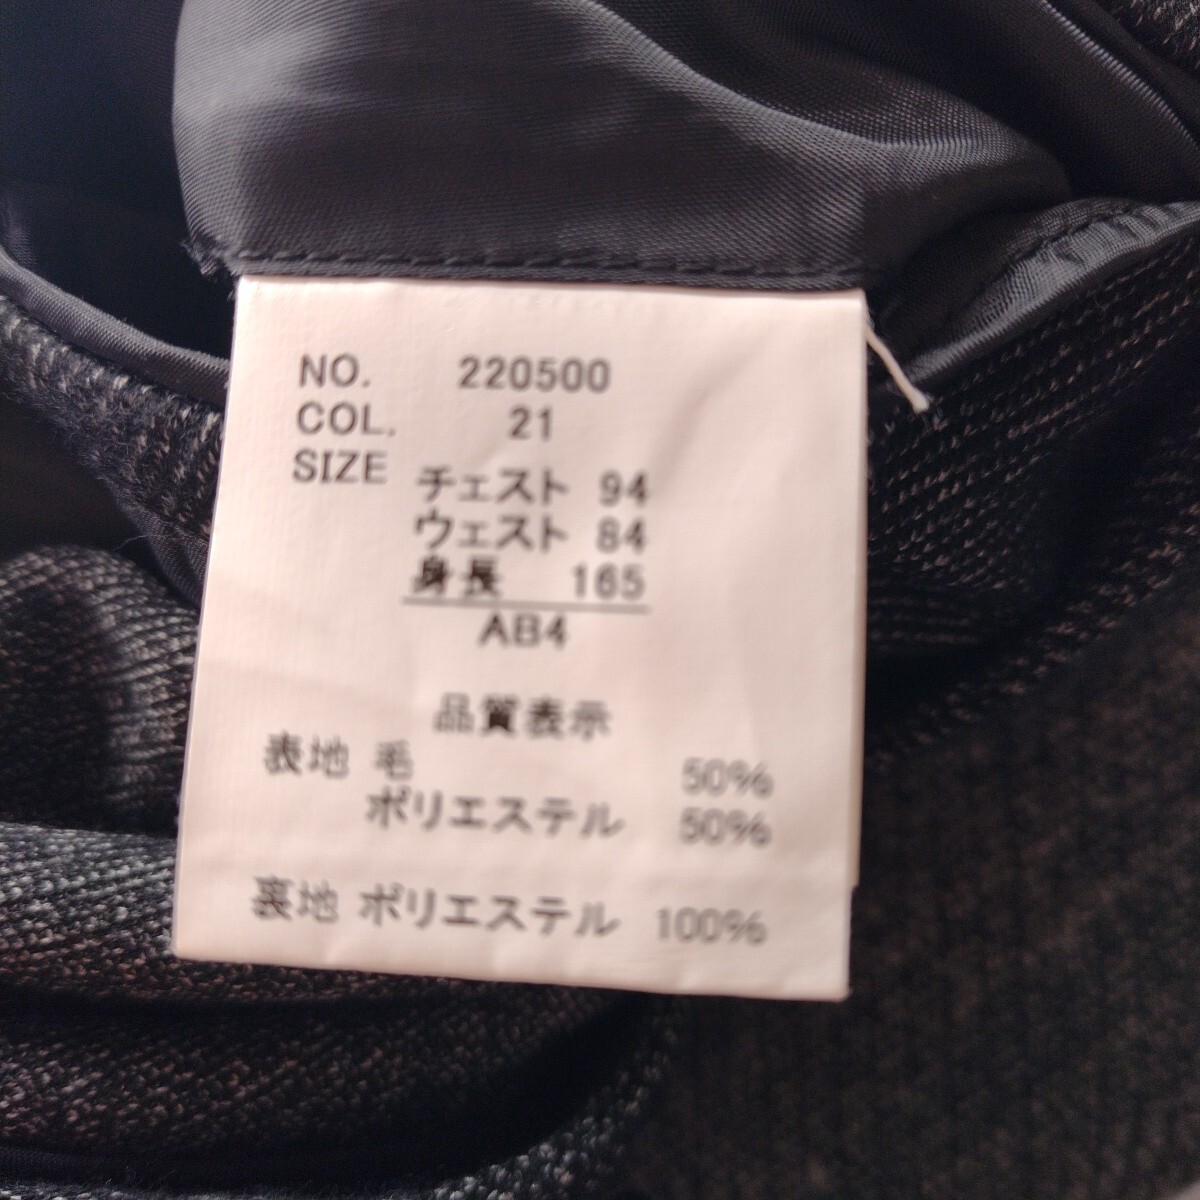 NO. 220500
COL. 21
SIZE チェスト 94
ウェスト 84
身長 165
AB4
品質表示
表地 毛 50%
ポリエステル 50%
裏地 ポリエステル 100%